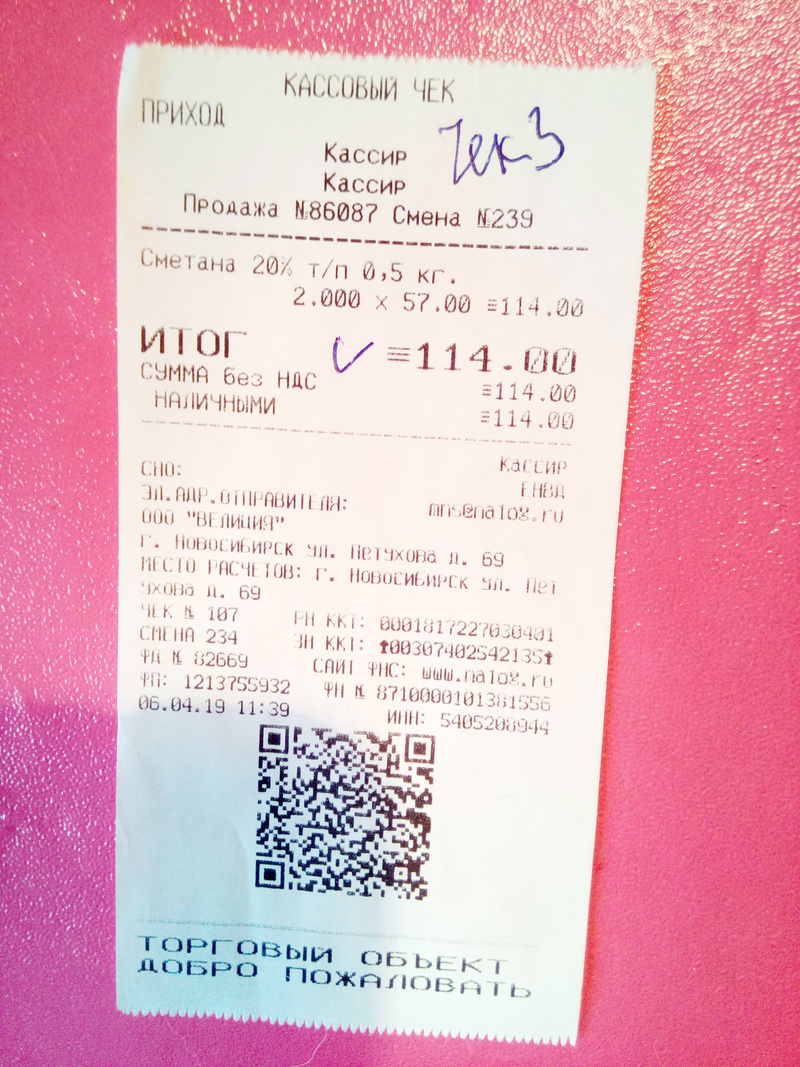 КАССОВЫЙ ЧЕК
ПРИХОД
Чек 3
Кассир
Кассир
Продажа №86087 Смена №239
Сметана 20% т/п 0,5 кг.
2.000 x 57.00 ≡114.00
ИТОГ ≡114.00
СУММА без НДС ≡114.00
НАЛИЧНЫМИ ≡114.00
Кассир
СНО: ЕНВД
ЭЛ.АДР.ОТПРАВИТЕЛЯ: mns@nalog.ru
ООО "ВЕЛИЦИЯ"
г. Новосибирск ул. Петухова д. 69
МЕСТО РАСЧЕТОВ: г. Новосибирск ул. Пет
ухова д. 69
ЧЕК № 107 РН ККТ: 0001817227030401
СМЕНА 234 ЗН ККТ: 00307402542135
ФД № 82669 САЙТ ФНС: www.nalog.ru
ФП: 1213755932 ФН № 8710000101381556
06.04.19 11:39 ИНН: 5405208944
ТОРГОВЫЙ ОБЪЕКТ
ДОБРО ПОЖАЛОВАТЬ